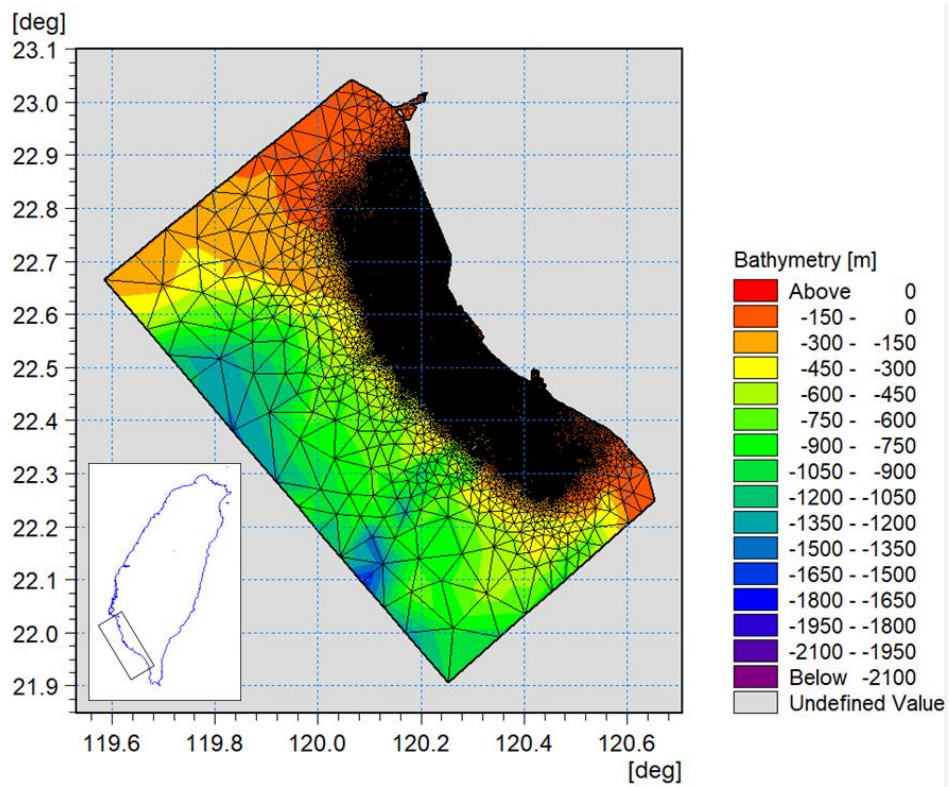 [deg]
23.1
23.0
22.9
22.8
22.7
22.6
22.5
22.4
22.3
22.2
22.1
22.0
21.9
119.6 119.8 120.0 120.2 120.4 120.6
[deg]
Bathymetry [m]
Above 0
-150 - 0
-300 - -150
-450 - -300
-600 - -450
-750 - -600
-900 - -750
-1050 - -900
-1200 - -1050
-1350 - -1200
-1500 - -1350
-1650 - -1500
-1800 - -1650
-1950 - -1800
-2100 - -1950
Below -2100
Undefined Value